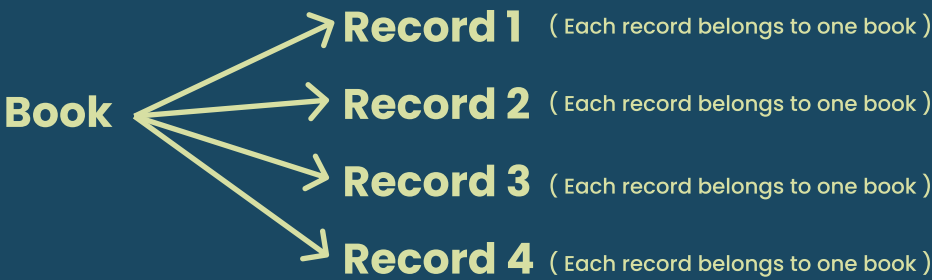 Record 1 ( Each record belongs to one book )
Record 2 ( Each record belongs to one book )
Book
Record 3 ( Each record belongs to one book )
Record 4 ( Each record belongs to one book )